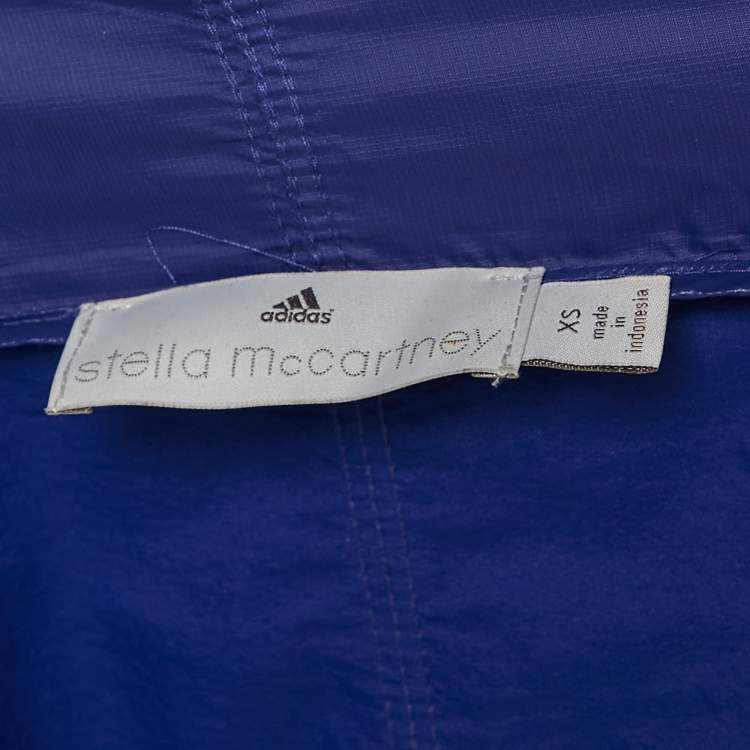 adidas
stella mccartney
XS
made
in
indonesia